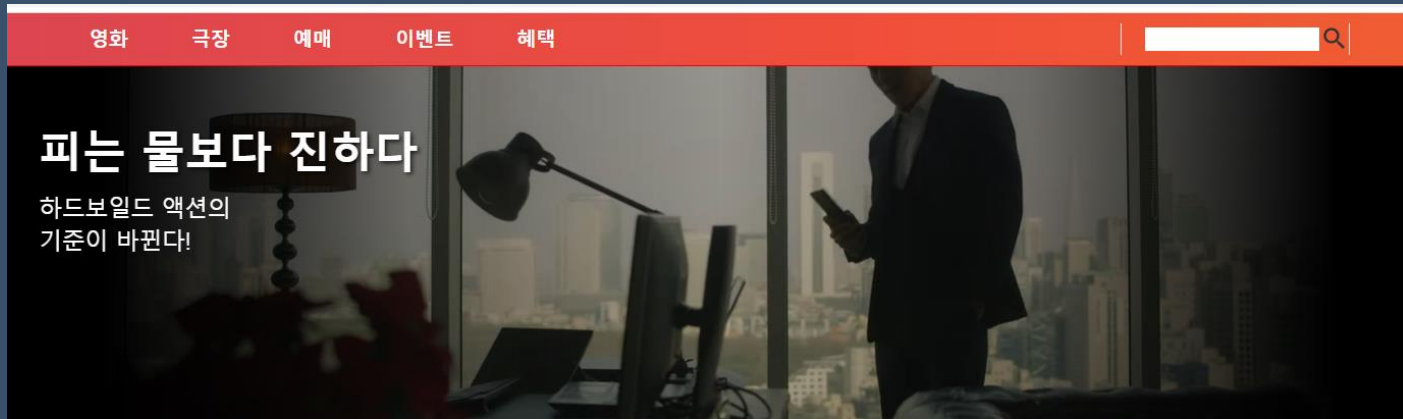 영화 극장 예매 이벤트 혜택
피는 물보다 진하다
하드보일드 액션의
기준이 바뀐다!